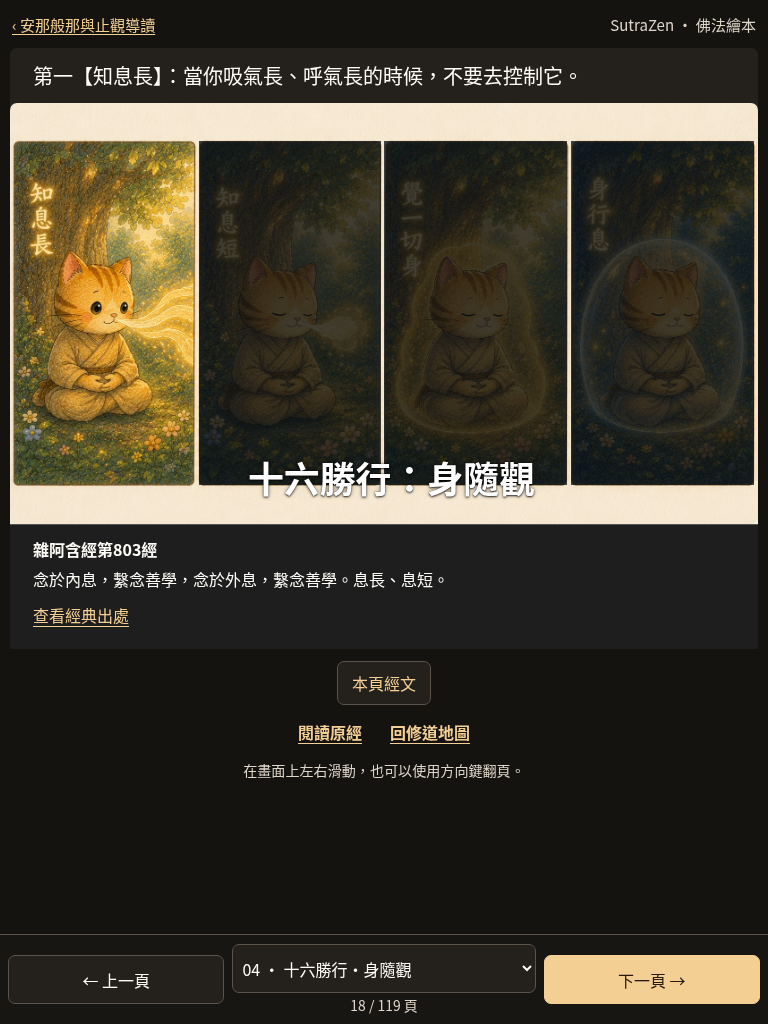 ‹ 安那般那與止觀導讀
SutraZen · 佛法繪本
第一【知息長】：當你吸氣長、呼氣長的時候，不要去控制它。
知息長
知息短
覺一切身
身行息
十六勝行：身隨觀
雜阿含經第803經
念於內息，繫念善學，念於外息，繫念善學。息長、息短。
查看經典出處
本頁經文
閱讀原經 回修道地圖
在畫面上左右滑動，也可以使用方向鍵翻頁。
← 上一頁
04 · 十六勝行·身隨觀
18 / 119 頁
下一頁 →